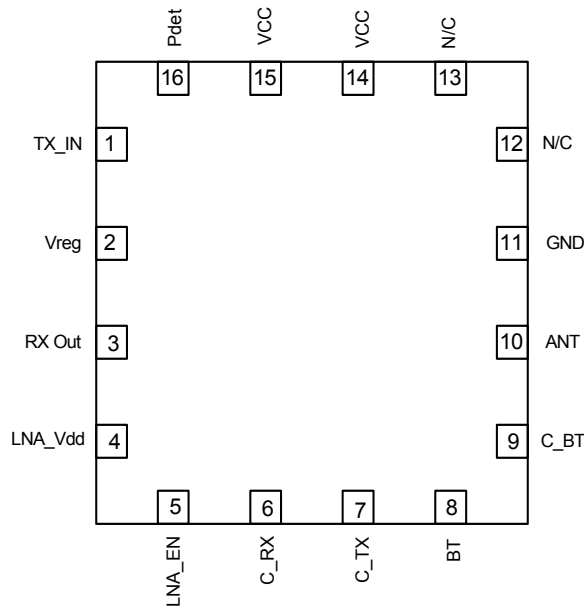 Pdet VCC VCC N/C
16 15 14 13
TX_IN 1 12 N/C
Vreg 2 11 GND
RX Out 3 10 ANT
LNA_Vdd 4 9 C_BT
5 6 7 8
LNA_EN C_RX C_TX BT